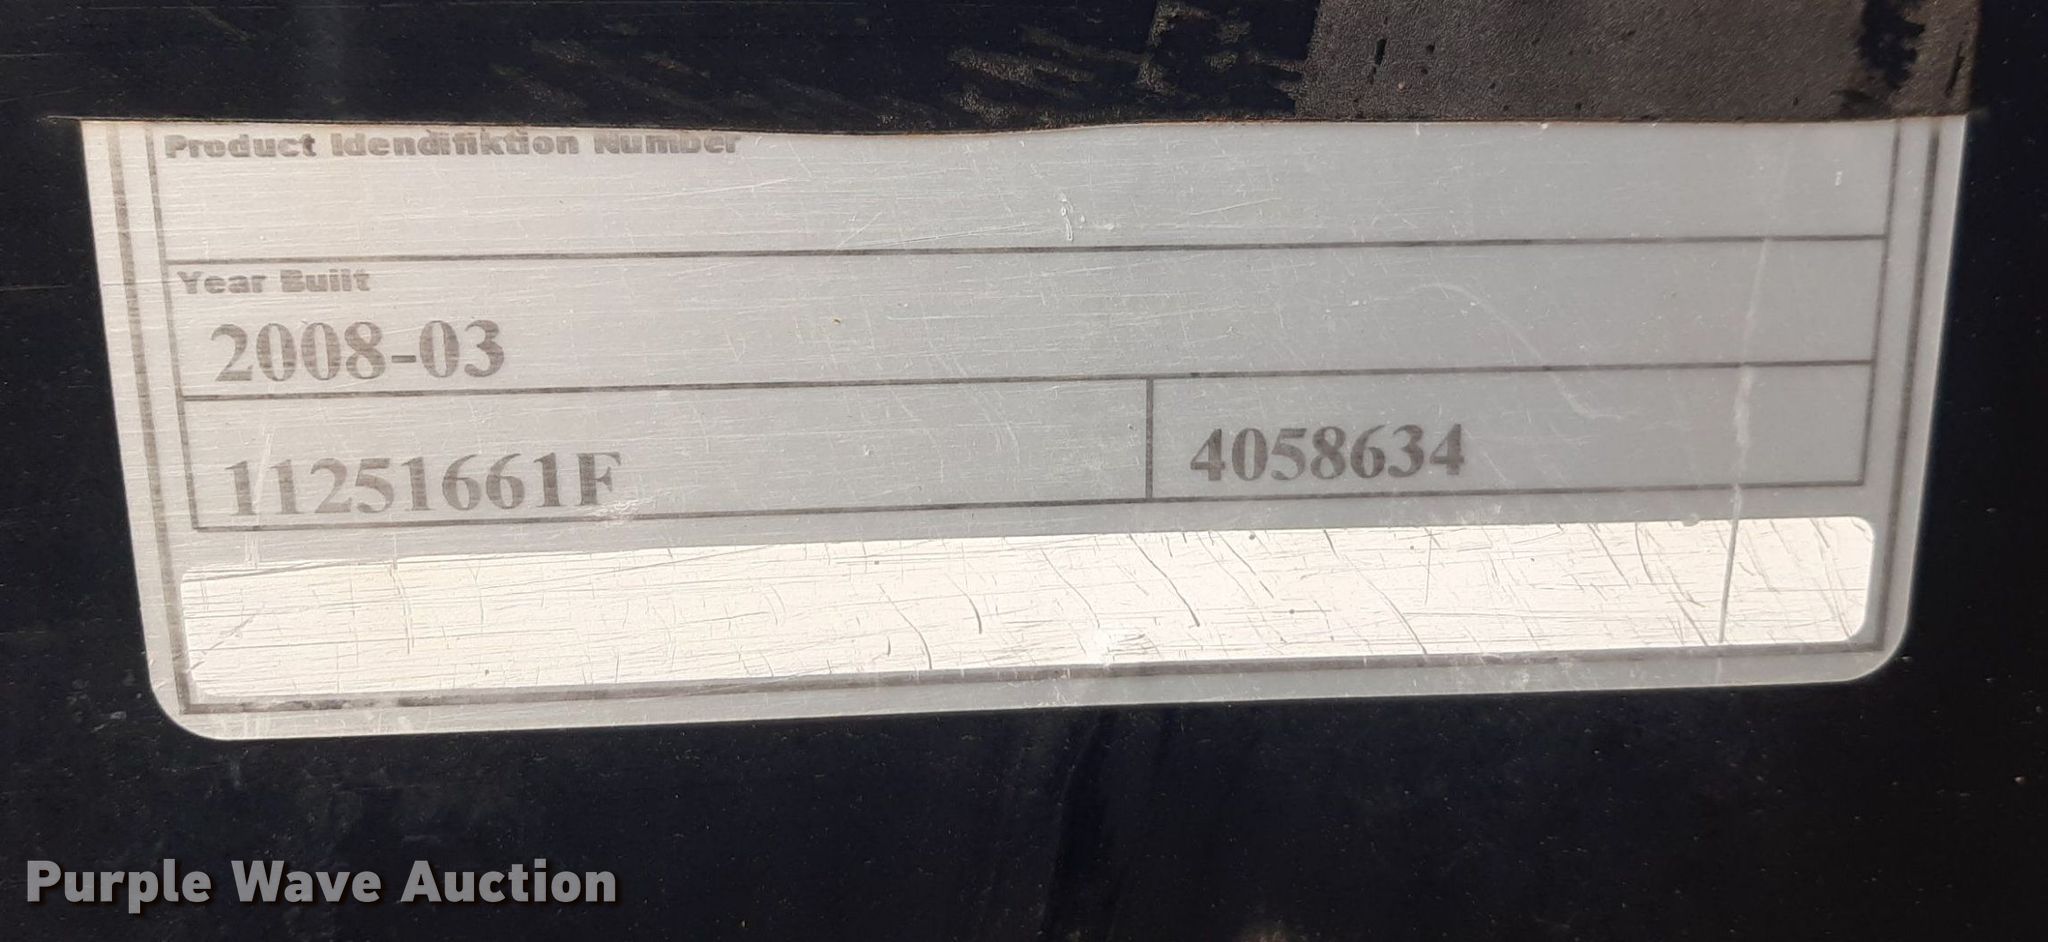 Product Idendifiktion Number
Year Built
2008-03
11251661F
4058634
Purple Wave Auction